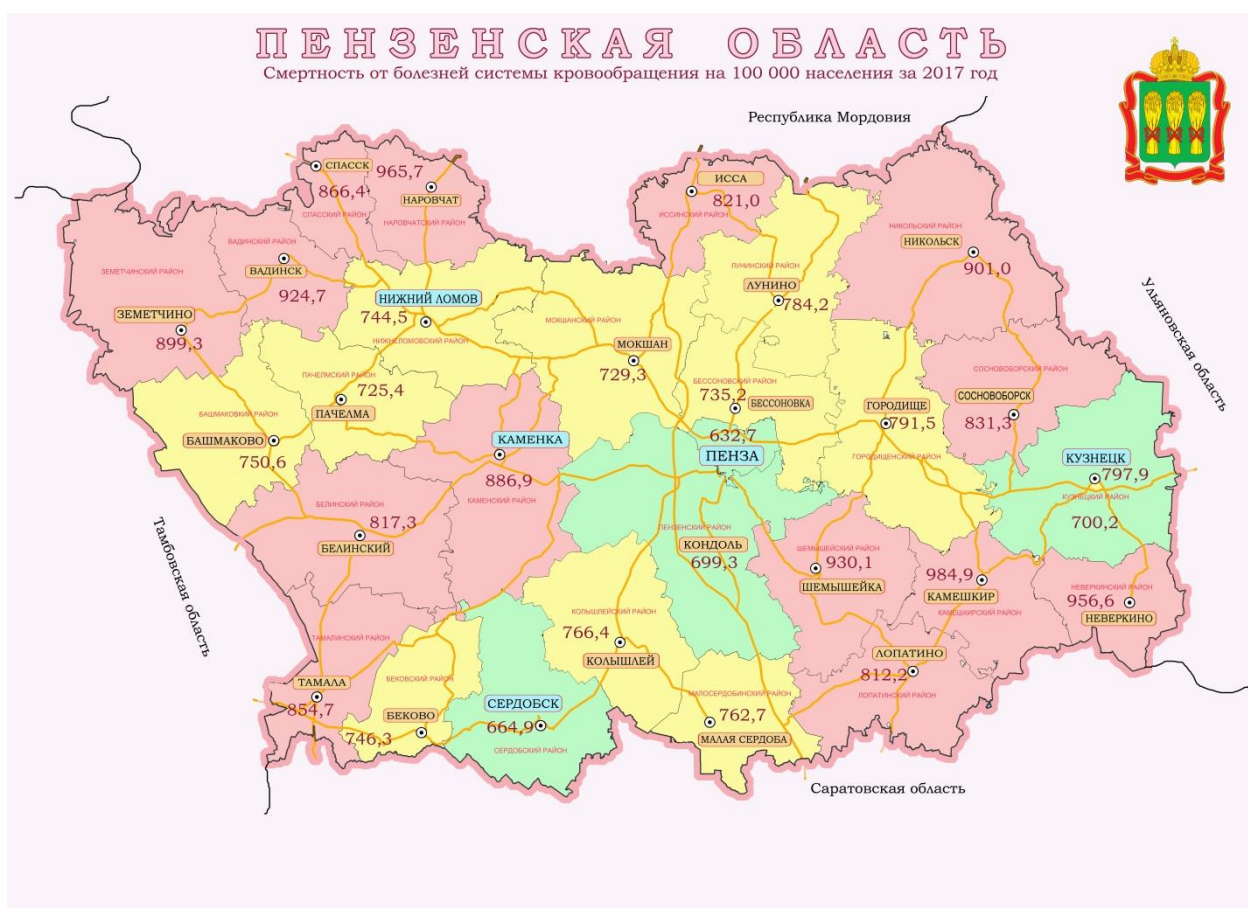 ПЕНЗЕНСКАЯ ОБЛАСТЬ
Смертность от болезней системы кровообращения на 100 000 населения за 2017 год
Республика Мордовия
СПАССК
965,7
866,4
НАРОВЧАТ
СПАССКИЙ РАЙОН
НАРОВЧАТСКИЙ РАЙОН
ИССА
821,0
ИССИНСКИЙ РАЙОН
НИКОЛЬСКИЙ РАЙОН
НИКОЛЬСК
901,0
ВАДИНСКИЙ РАЙОН
ВАДИНСК
924,7
ЗЕМЕТЧИНСКИЙ РАЙОН
ЗЕМЕТЧИНО
899,3
НИЖНИЙ ЛОМОВ
744,5
НИЖНЕЛОМОВСКИЙ РАЙОН
МОКШАНСКИЙ РАЙОН
МОКШАН
729,3
ЛУНИНСКИЙ РАЙОН
ЛУНИНО
784,2
Ульяновская область
ПАЧЕЛМСКИЙ РАЙОН
725,4
ПАЧЕЛМА
БЕССОНОВСКИЙ РАЙОН
735,2
БЕССОНОВКА
ГОРОДИЩЕ
791,5
ГОРОДИЩЕНСКИЙ РАЙОН
СОСНОВОБОРСКИЙ РАЙОН
СОСНОВОБОРСК
831,3
БАШМАКОВКИЙ РАЙОН
БАШМАКОВО
750,6
КАМЕНКА
886,9
КАМЕНСКИЙ РАЙОН
632,7
ПЕНЗА
КУЗНЕЦК
797,9
КУЗНЕЦКИЙ РАЙОН
700,2
БЕЛИНСКИЙ РАЙОН
817,3
БЕЛИНСКИЙ
ПЕНЗЕНСКИЙ РАЙОН
КОНДОЛЬ
699,3
ШЕМЫШЕЙСКИЙ РАЙОН
930,1
ШЕМЫШЕЙКА
984,9
КАМЕШКИР
КАМЕШКИРСКИЙ РАЙОН
НЕВЕРКИНСКИЙ РАЙОН
956,6
НЕВЕРКИНО
Тамбовская область
ТАМАЛИНСКИЙ РАЙОН
ТАМАЛА
854,7
КОЛЫШЛЕЙСКИЙ РАЙОН
766,4
КОЛЫШЛЕЙ
ЛОПАТИНО
812,2
ЛОПАТИНСКИЙ РАЙОН
БЕКОВСКИЙ РАЙОН
БЕКОВО
746,3
СЕРДОБСК
664,9
СЕРДОБСКИЙ РАЙОН
МАЛОСЕРДОБИНСКИЙ РАЙОН
762,7
МАЛАЯ СЕРДОБА
Саратовская область